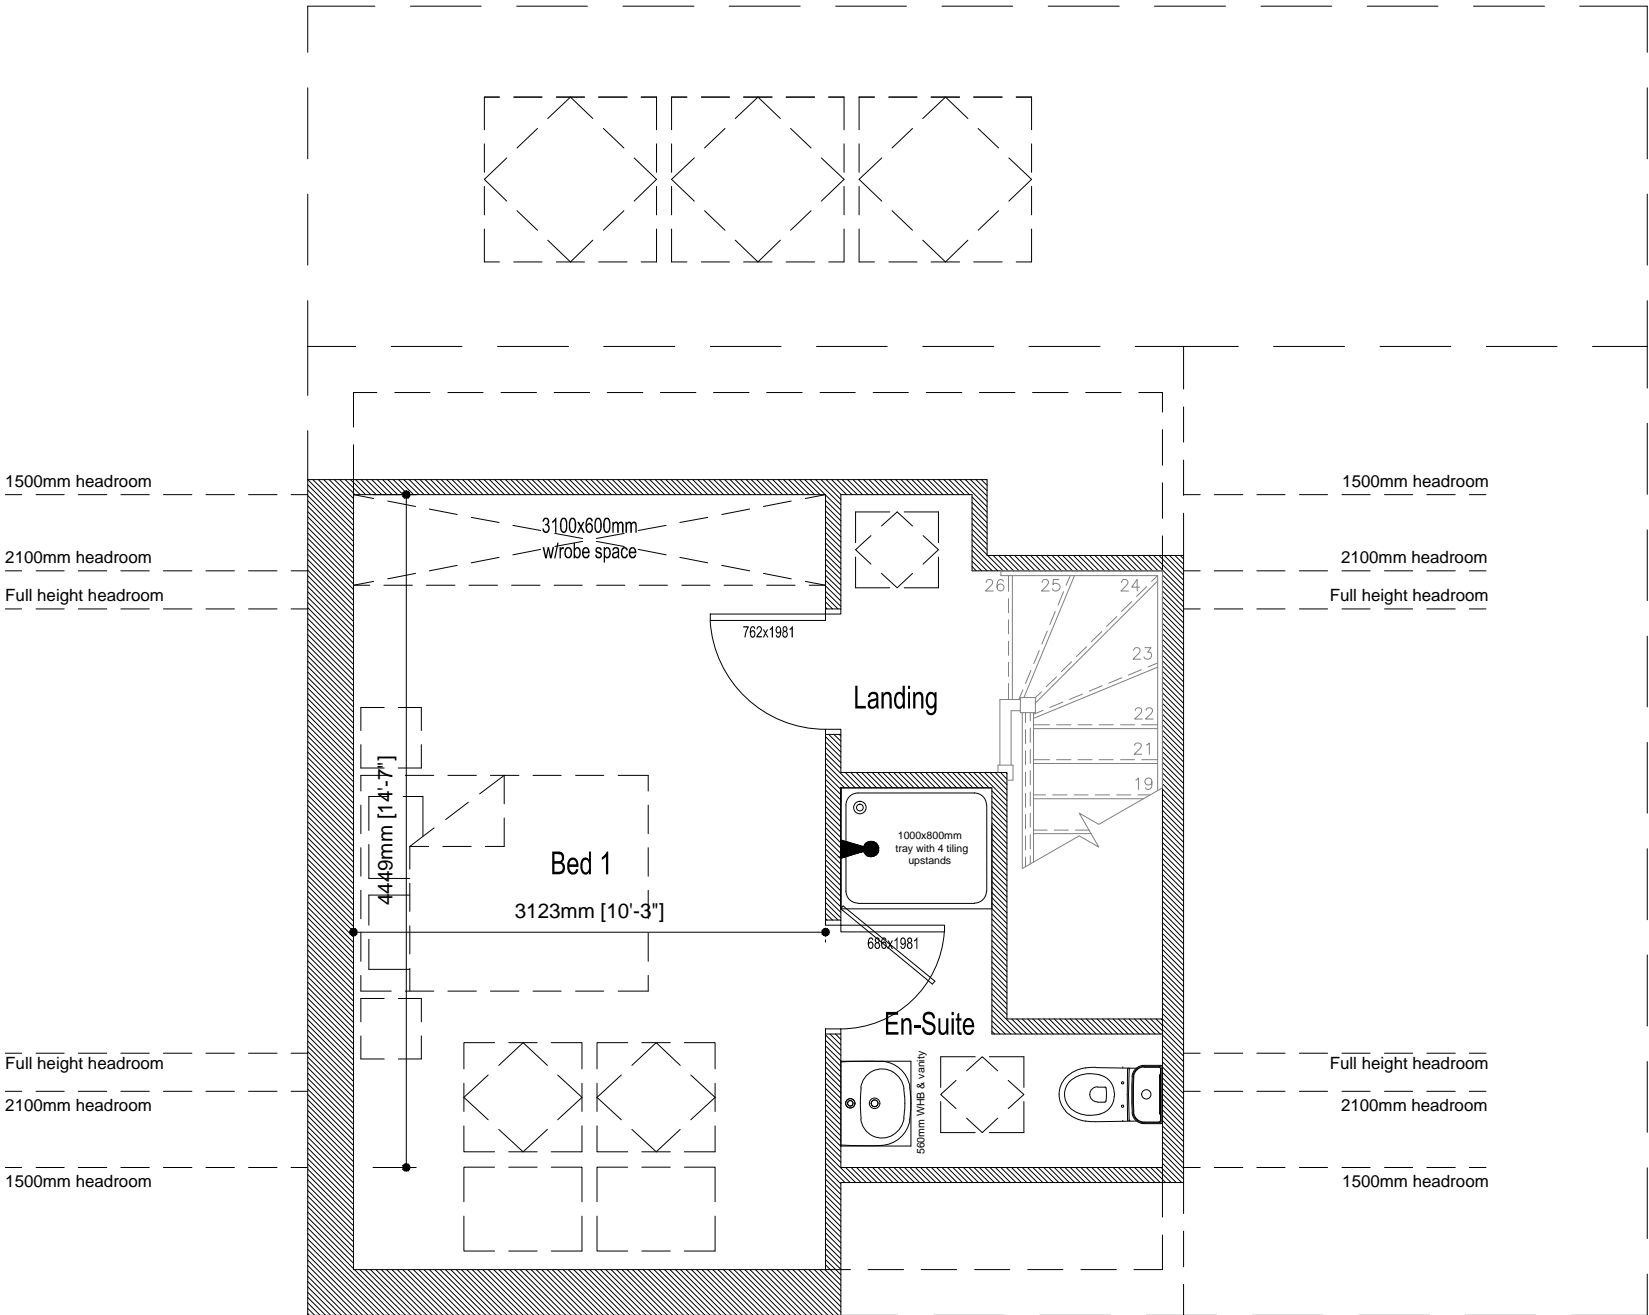 1500mm headroom
1500mm headroom
3100x600mm
w/robe space
2100mm headroom
2100mm headroom
26
25
24
Full height headroom
Full height headroom
762x1981
23
Landing
22
21
19
4449mm [14'-7"]
1000x800mm
tray with 4 tiling
upstands
Bed 1
3123mm [10'-3"]
686x1981
En-Suite
560mm WHB & vanity
Full height headroom
Full height headroom
2100mm headroom
2100mm headroom
1500mm headroom
1500mm headroom